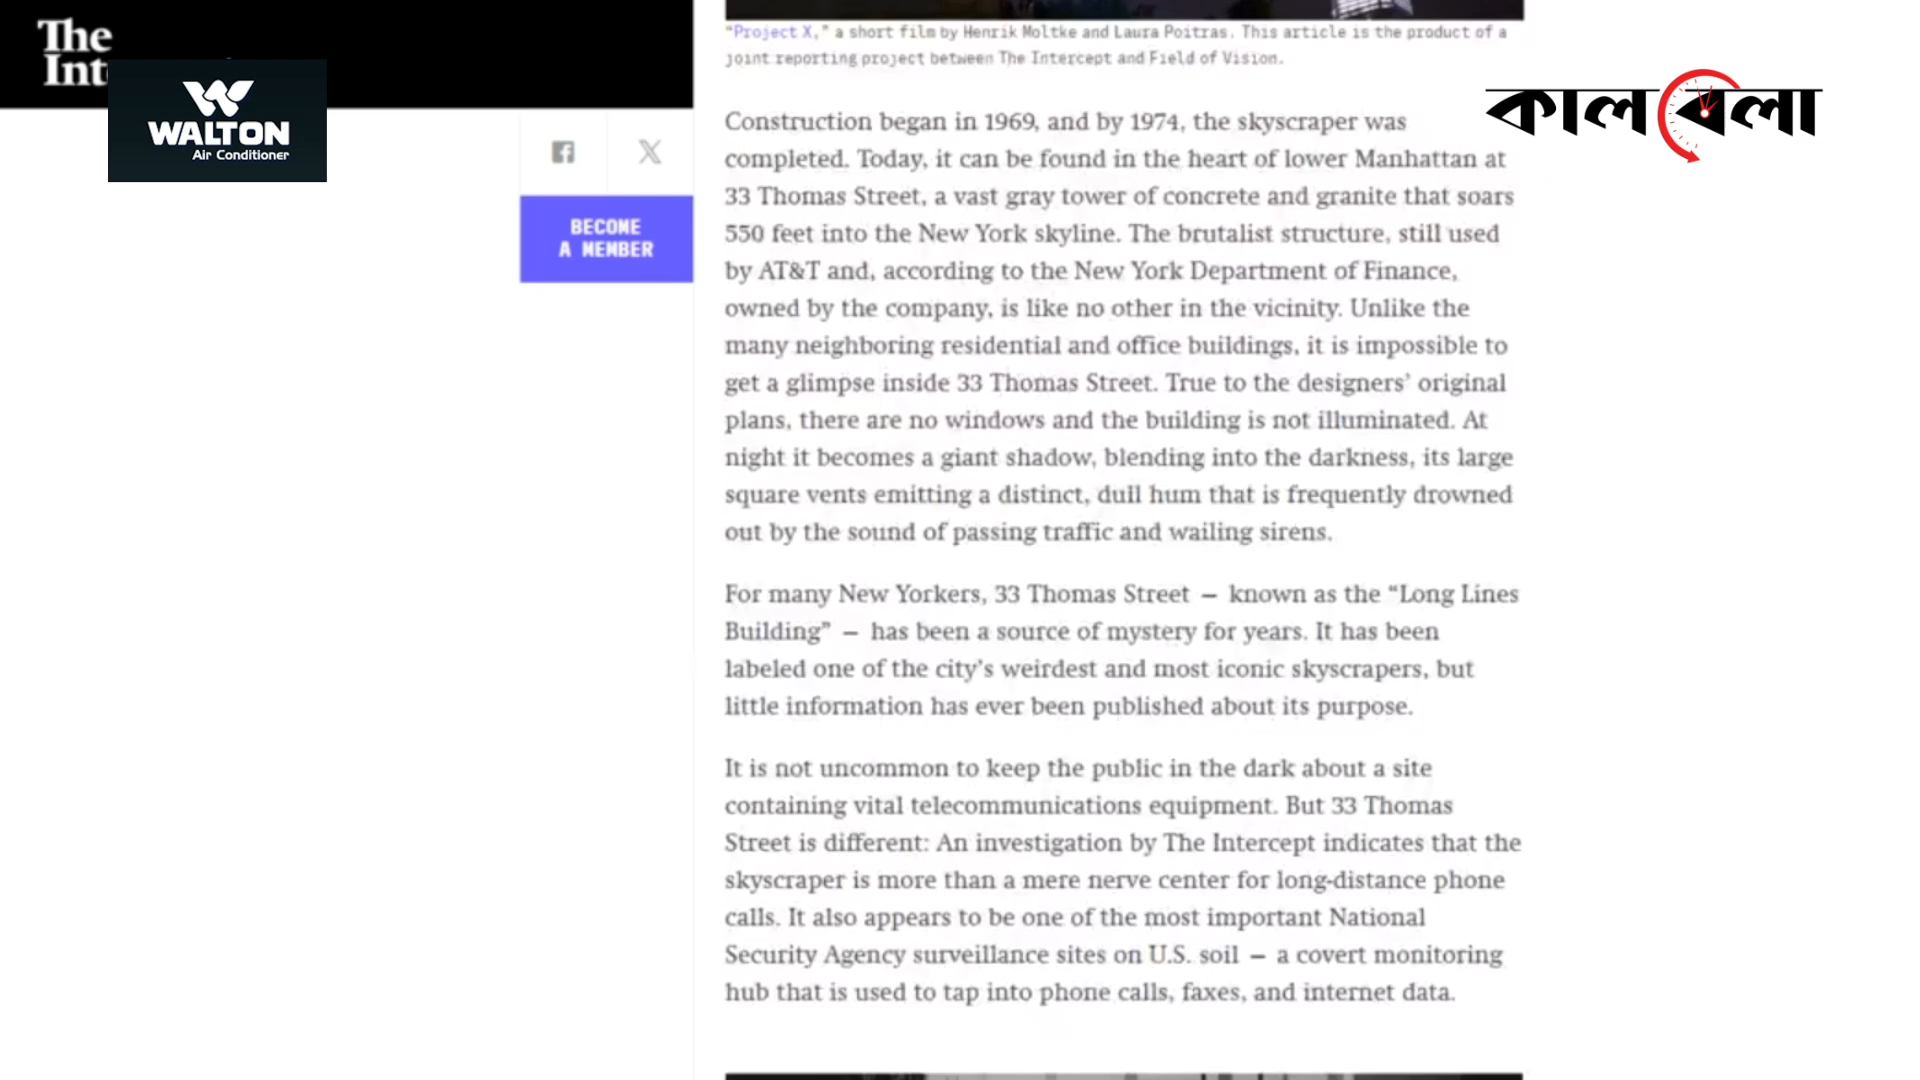 The
Int
WALTON
Air Conditioner
কালবেলা
BECOME
A MEMBER
"Project X," a short film by Henrik Moltke and Laura Poitras. This article is the product of a
joint reporting project between The Intercept and Field of Vision.
Construction began in 1969, and by 1974, the skyscraper was
completed. Today, it can be found in the heart of lower Manhattan at
33 Thomas Street, a vast gray tower of concrete and granite that soars
550 feet into the New York skyline. The brutalist structure, still used
by AT&T and, according to the New York Department of Finance,
owned by the company, is like no other in the vicinity. Unlike the
many neighboring residential and office buildings, it is impossible to
get a glimpse inside 33 Thomas Street. True to the designers’ original
plans, there are no windows and the building is not illuminated. At
night it becomes a giant shadow, blending into the darkness, its large
square vents emitting a distinct, dull hum that is frequently drowned
out by the sound of passing traffic and wailing sirens.
For many New Yorkers, 33 Thomas Street — known as the “Long Lines
Building” — has been a source of mystery for years. It has been
labeled one of the city’s weirdest and most iconic skyscrapers, but
little information has ever been published about its purpose.
It is not uncommon to keep the public in the dark about a site
containing vital telecommunications equipment. But 33 Thomas
Street is different: An investigation by The Intercept indicates that the
skyscraper is more than a mere nerve center for long-distance phone
calls. It also appears to be one of the most important National
Security Agency surveillance sites on U.S. soil — a covert monitoring
hub that is used to tap into phone calls, faxes, and internet data.